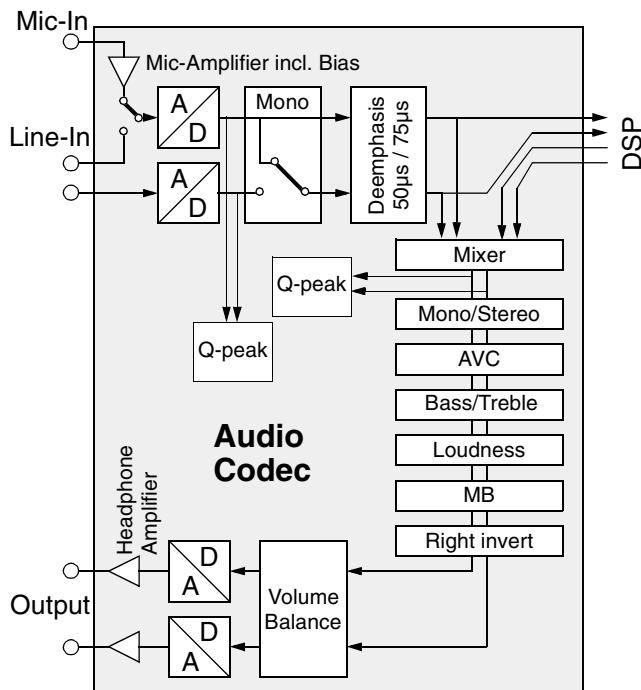 Mic-In
Mic-Amplifier incl. Bias
A
D
Mono
Line-In
A
D
Deemphasis
50µs / 75µs
DSP
Mixer
Q-peak
Mono/Stereo
Q-peak
AVC
Bass/Treble
Audio
Codec
Loudness
MB
Right invert
Headphone
Amplifier
D
A
Output
Volume
Balance
D
A